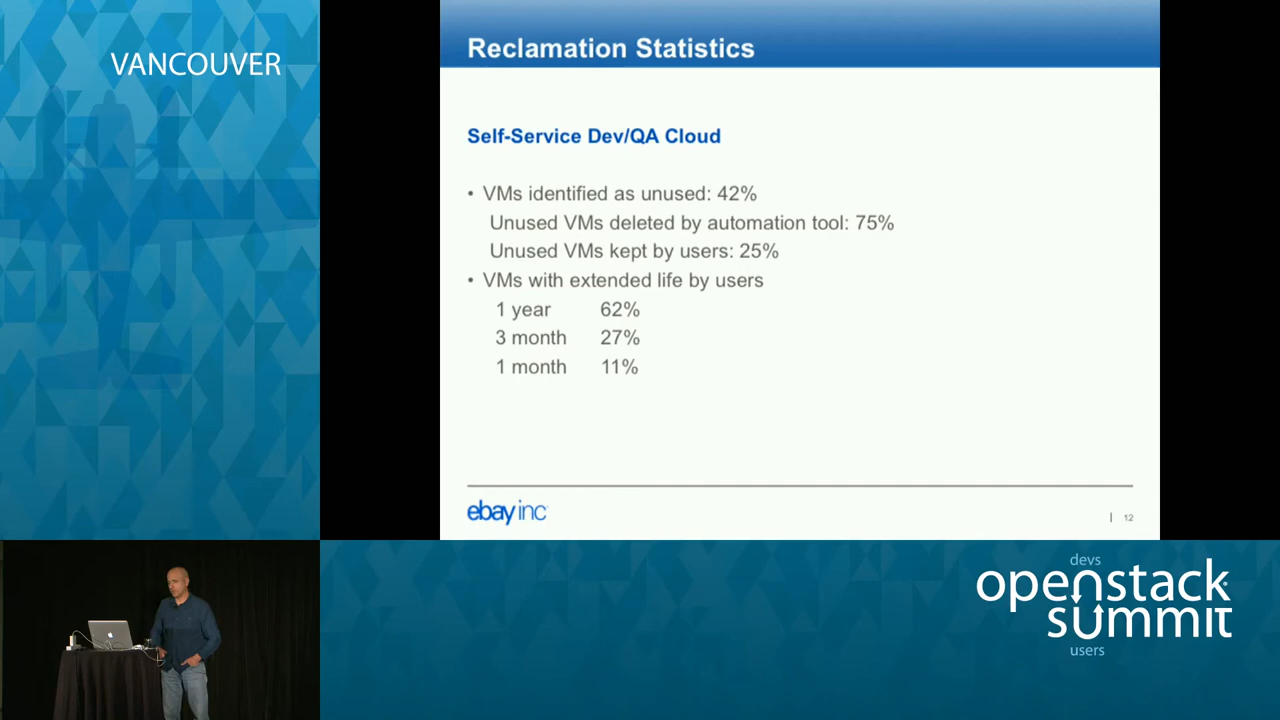 VANCOUVER
Reclamation Statistics
Self-Service Dev/QA Cloud
• VMs identified as unused: 42%
Unused VMs deleted by automation tool: 75%
Unused VMs kept by users: 25%
• VMs with extended life by users
1 year 62%
3 month 27%
1 month 11%
ebay inc
| 12
devs
openstack
summit
users